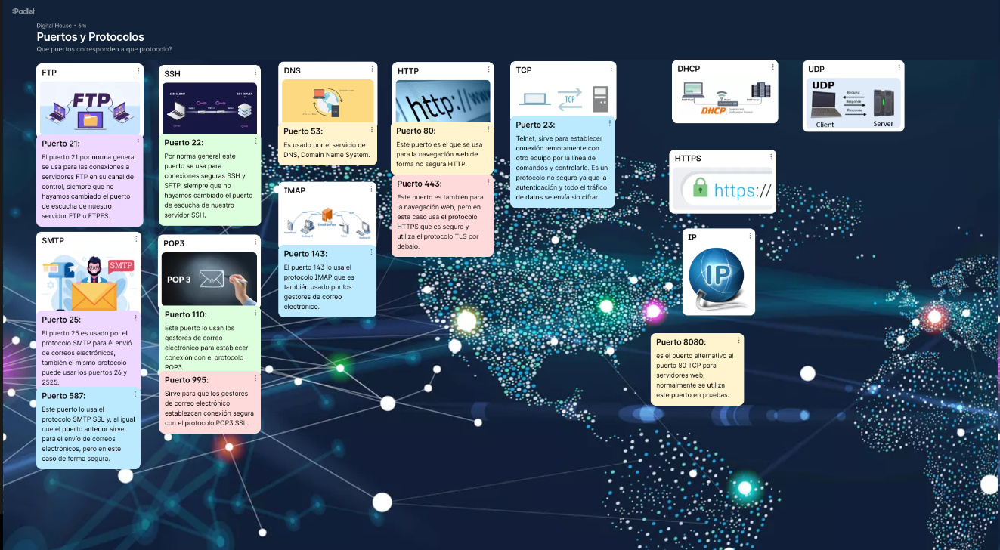 :Padlet
Digital House • 6m
Puertos y Protocolos
Que puertos corresponden a que protocolo?
FTP
FTP
Puerto 21:
El puerto 21 por norma general
se usa para las conexiones a
servidores FTP en su canal de
control, siempre que no
hayamos cambiado el puerto
de escucha de nuestro
servidor FTP o FTPES.
SMTP
SMTP
Puerto 25:
El puerto 25 es usado por el
protocolo SMTP para él énvió
de correos electrónicos,
también el mismo protocolo
puede usar los puertos 26 y
2525.
Puerto 587:
Este puerto lo usa el
protocolo SMTP SSL y, al igual
que el puerto anterior sirve
para el envío de correos
electrónicos, pero en este
caso de forma segura.
SSH
SSH CLIENT
SSH SERVER
Puerto 22:
Por norma general este
puerto se usa para
conexiones seguras SSH y
SFTP, siempre que no
hayamos cambiado el puerto
de escucha de nuestro
servidor SSH.
POP3
POP 3
Puerto 110:
Este puerto lo usan los
gestores de correo
electrónico para establecer
conexión con el protocolo
POP3.
Puerto 995:
Sirve para que los gestores
de correo electrónico
establezcan conexión segura
con el protocolo POP3 SSL.
DNS
Puerto 53:
Es usado por el servicio de
DNS, Domain Name System.
IMAP
Email Server
Puerto 143:
El puerto 143 lo usa el
protocolo IMAP que es
también usado por los
gestores de correo
electrónico.
HTTP
http://www
Puerto 80:
Este puerto es el que se usa
para la navegación web de
forma no segura HTTP.
Puerto 443:
Este puerto es también para
la navegación web, pero en
este caso usa el protocolo
HTTPS que es seguro y
utiliza el protocolo TLS por
debajo.
TCP
TCP
Puerto 23:
Telnet, sirve para establecer
conexión remotamente con
otro equipo por la línea de
comandos y controlarlo. Es un
protocolo no seguro ya que la
autenticación y todo el tráfico
de datos se envía sin cifrar.
DHCP
DHCP
HTTPS
https://
IP
IP
Puerto 8080:
es el puerto alternativo al
puerto 80 TCP para
servidores web,
normalmente se utiliza
este puerto en pruebas.
UDP
UDP
Request
Response
Response
Client
Server